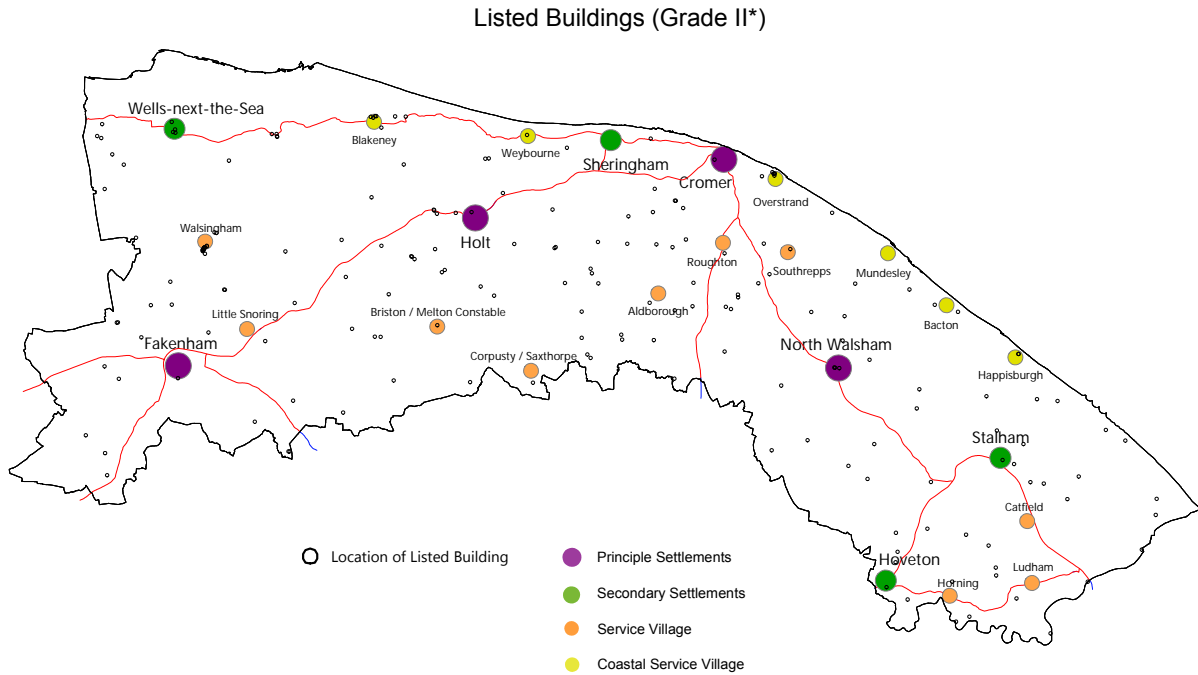 Listed Buildings (Grade II*)
Wells-next-the-Sea
Blakeney
Weybourne
Sheringham
Cromer
Overstrand
Walsingham
Holt
Roughton
Southrepps
Mundesley
Aldborough
Bacton
Little Snoring
Briston / Melton Constable
Fakenham
Corpusty / Saxthorpe
North Walsham
Happisburgh
Stalham
Catfield
Hoveton
Horning
Ludham
Location of Listed Building
Principle Settlements
Secondary Settlements
Service Village
Coastal Service Village